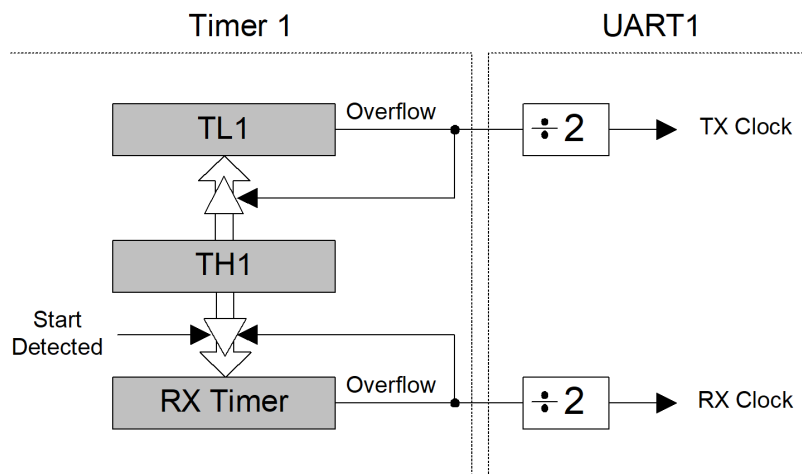 Timer 1
UART1
TL1
Overflow
÷2
TX Clock
TH1
Start
Detected
RX Timer
Overflow
÷2
RX Clock